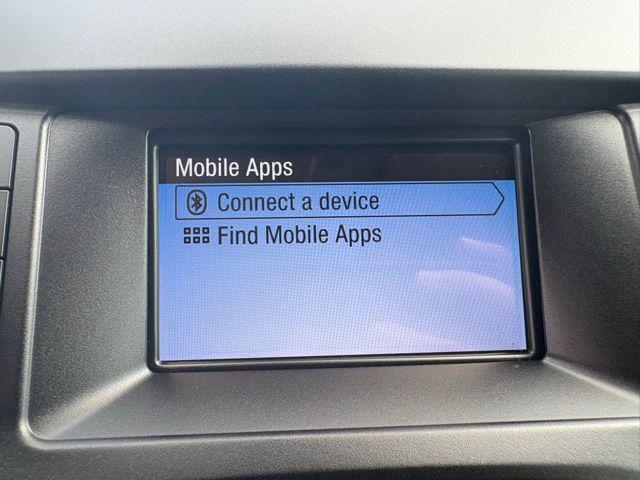 Mobile Apps
Connect a device
Find Mobile Apps